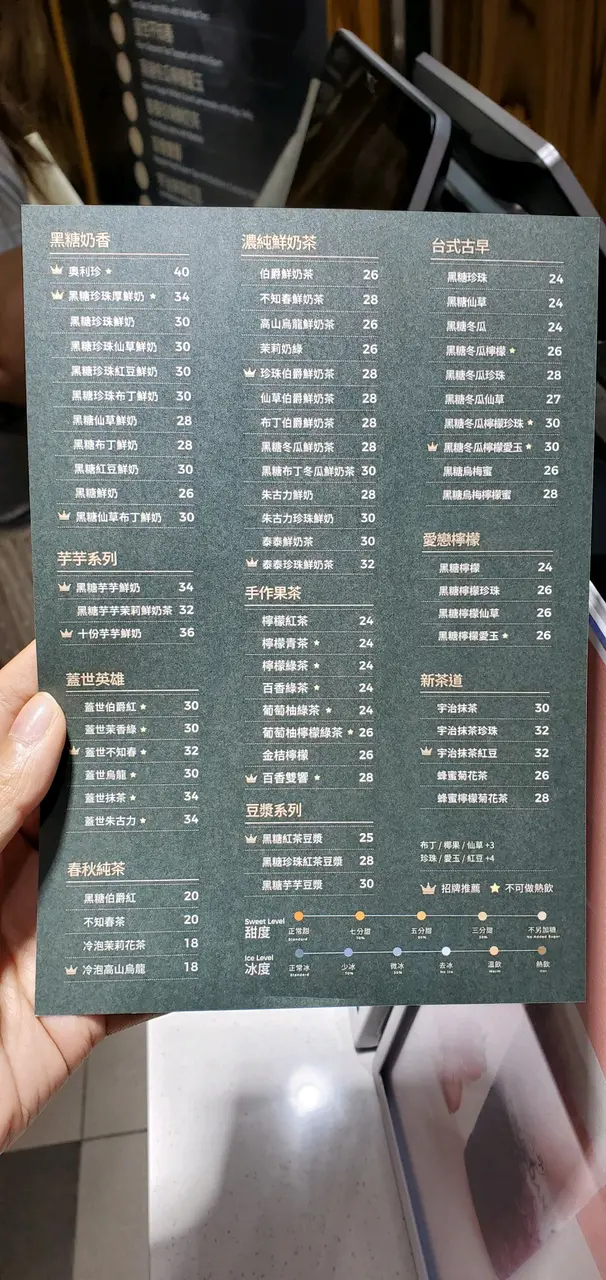 黑糖奶香
奧利珍 ★ 40
黑糖珍珠厚鮮奶 ★ 34
黑糖珍珠鮮奶 30
黑糖珍珠仙草鮮奶 30
黑糖珍珠紅豆鮮奶 30
黑糖珍珠布丁鮮奶 30
黑糖仙草鮮奶 28
黑糖布丁鮮奶 28
黑糖紅豆鮮奶 30
黑糖鮮奶 26
黑糖仙草布丁鮮奶 30
芋芋系列
黑糖芋芋鮮奶 34
黑糖芋芋茉莉鮮奶茶 32
十份芋芋鮮奶 36
蓋世英雄
蓋世伯爵紅 ★ 30
蓋世茉香綠 ★ 30
蓋世不知春 ★ 32
蓋世烏龍 ★ 30
蓋世抹茶 ★ 34
蓋世朱古力 ★ 34
春秋純茶
黑糖伯爵紅 20
不知春茶 20
冷泡茉莉花茶 18
冷泡高山烏龍 18
濃純鮮奶茶
伯爵鮮奶茶 26
不知春鮮奶茶 28
高山烏龍鮮奶茶 26
茉莉奶綠 26
珍珠伯爵鮮奶茶 28
仙草伯爵鮮奶茶 28
布丁伯爵鮮奶茶 28
黑糖冬瓜鮮奶茶 28
黑糖布丁冬瓜鮮奶茶 30
朱古力鮮奶 28
朱古力珍珠鮮奶 30
泰泰鮮奶茶 30
泰泰珍珠鮮奶茶 32
手作果茶
檸檬紅茶 24
檸檬青茶 ★ 24
檸檬綠茶 ★ 24
百香綠茶 ★ 24
葡萄柚綠茶 ★ 24
葡萄柚檸檬綠茶 ★ 26
金桔檸檬 26
百香雙響 ★ 28
豆漿系列
黑糖紅茶豆漿 25
黑糖珍珠紅茶豆漿 28
黑糖芋芋豆漿 30
台式古早
黑糖珍珠 24
黑糖仙草 24
黑糖冬瓜 24
黑糖冬瓜檸檬 ★ 26
黑糖冬瓜珍珠 28
黑糖冬瓜仙草 27
黑糖冬瓜檸檬珍珠 ★ 30
黑糖冬瓜檸檬愛玉 ★ 30
黑糖烏梅蜜 26
黑糖烏梅檸檬蜜 28
愛戀檸檬
黑糖檸檬 24
黑糖檸檬珍珠 26
黑糖檸檬仙草 26
黑糖檸檬愛玉 ★ 26
新茶道
宇治抹茶 30
宇治抹茶珍珠 32
宇治抹茶紅豆 32
蜂蜜菊花茶 26
蜂蜜檸檬菊花茶 28
布丁 / 椰果 / 仙草 +3
珍珠 / 愛玉 / 紅豆 +4
招牌推薦 ★ 不可做熱飲
Sweet Level
甜度 正常甜 七分甜 五分甜 三分甜 不另加糖
Standard 70% 50% 30% No Added Sugar
Ice Level
冰度 正常冰 少冰 微冰 去冰 溫飲 熱飲
Standard 70% 30% No Ice Warm Hot